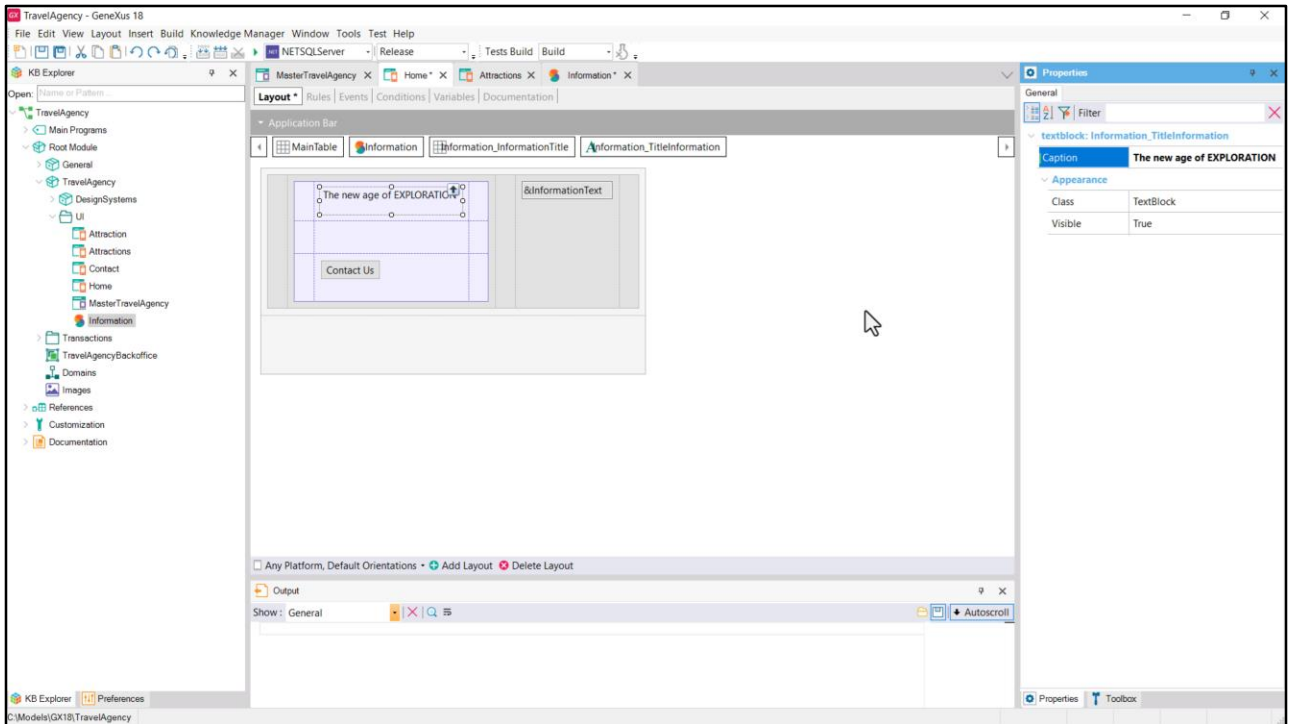 GX TravelAgency - GeneXus 18
File Edit View Layout Insert Build Knowledge Manager Window Tools Test Help
NETSQLServer Release Tests Build Build
KB Explorer
Open: Name or Pattern...
TravelAgency
Main Programs
Root Module
General
TravelAgency
DesignSystems
UI
Attraction
Attractions
Contact
Home
MasterTravelAgency
Information
Transactions
TravelAgencyBackoffice
Domains
Images
References
Customization
Documentation
KB Explorer Preferences
C:\Models\GX18\TravelAgency
MasterTravelAgency Home* Attractions Information*
Layout * Rules Events Conditions Variables Documentation
Application Bar
MainTable Information Information_InformationTitle Information_TitleInformation
The new age of EXPLORATION
&InformationText
Contact Us
Any Platform, Default Orientations Add Layout Delete Layout
Output
Show: General Autoscroll
Properties
General
Filter
textblock: Information_TitleInformation
Caption The new age of EXPLORATION
Appearance
Class TextBlock
Visible True
Properties Toolbox